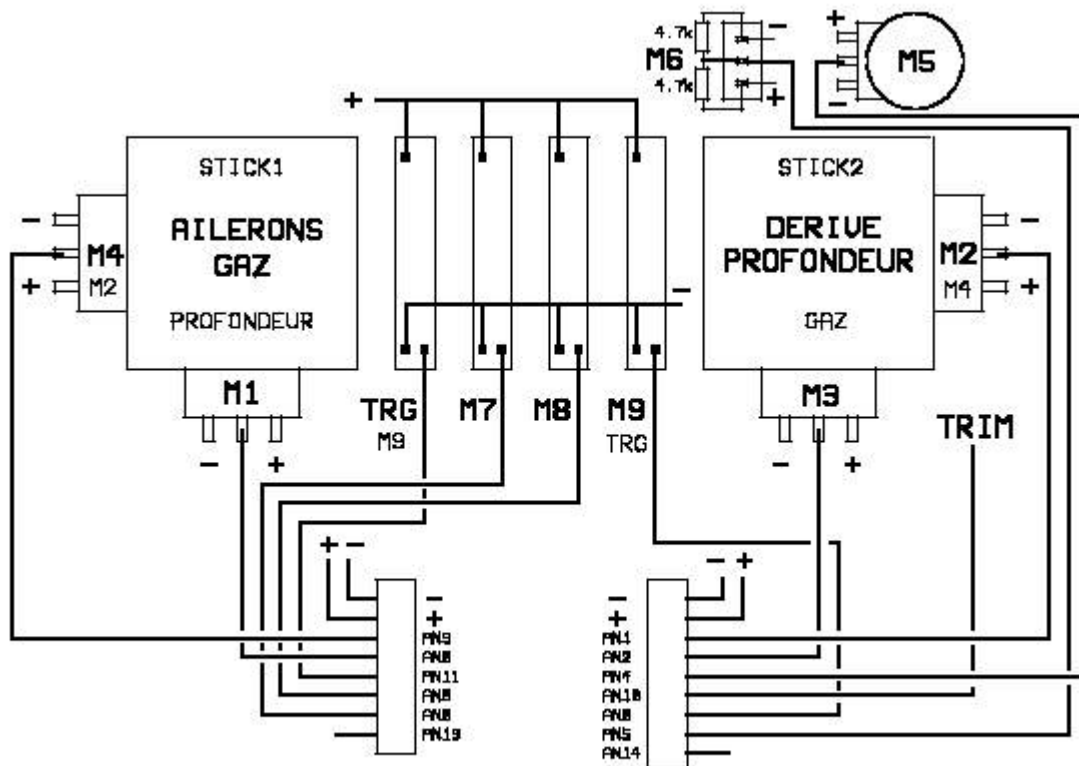 4.7k
M6
4.7k
-
+
+
M5
-
+
STICK1
AILERONS
GAZ
PROFONDEUR
-
M4
+
M2
M1
-
+
-
TRG
M9
M7
M8
M9
TRG
STICK2
DERIVE
PROFONDEUR
GAZ
-
M2
M4
+
M3
-
+
TRIM
+ -
-
+
AN9
AN11
- +
-
+
AN1
AN2
AN4
AN5
AN14